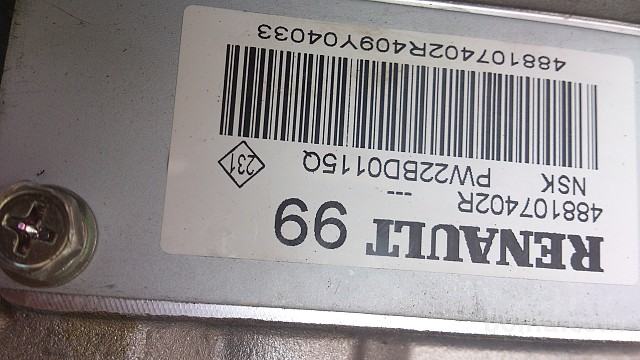 RENAULT 99
488107402R ---
NSK PW22BD0115Q
231
488107402R409Y04033